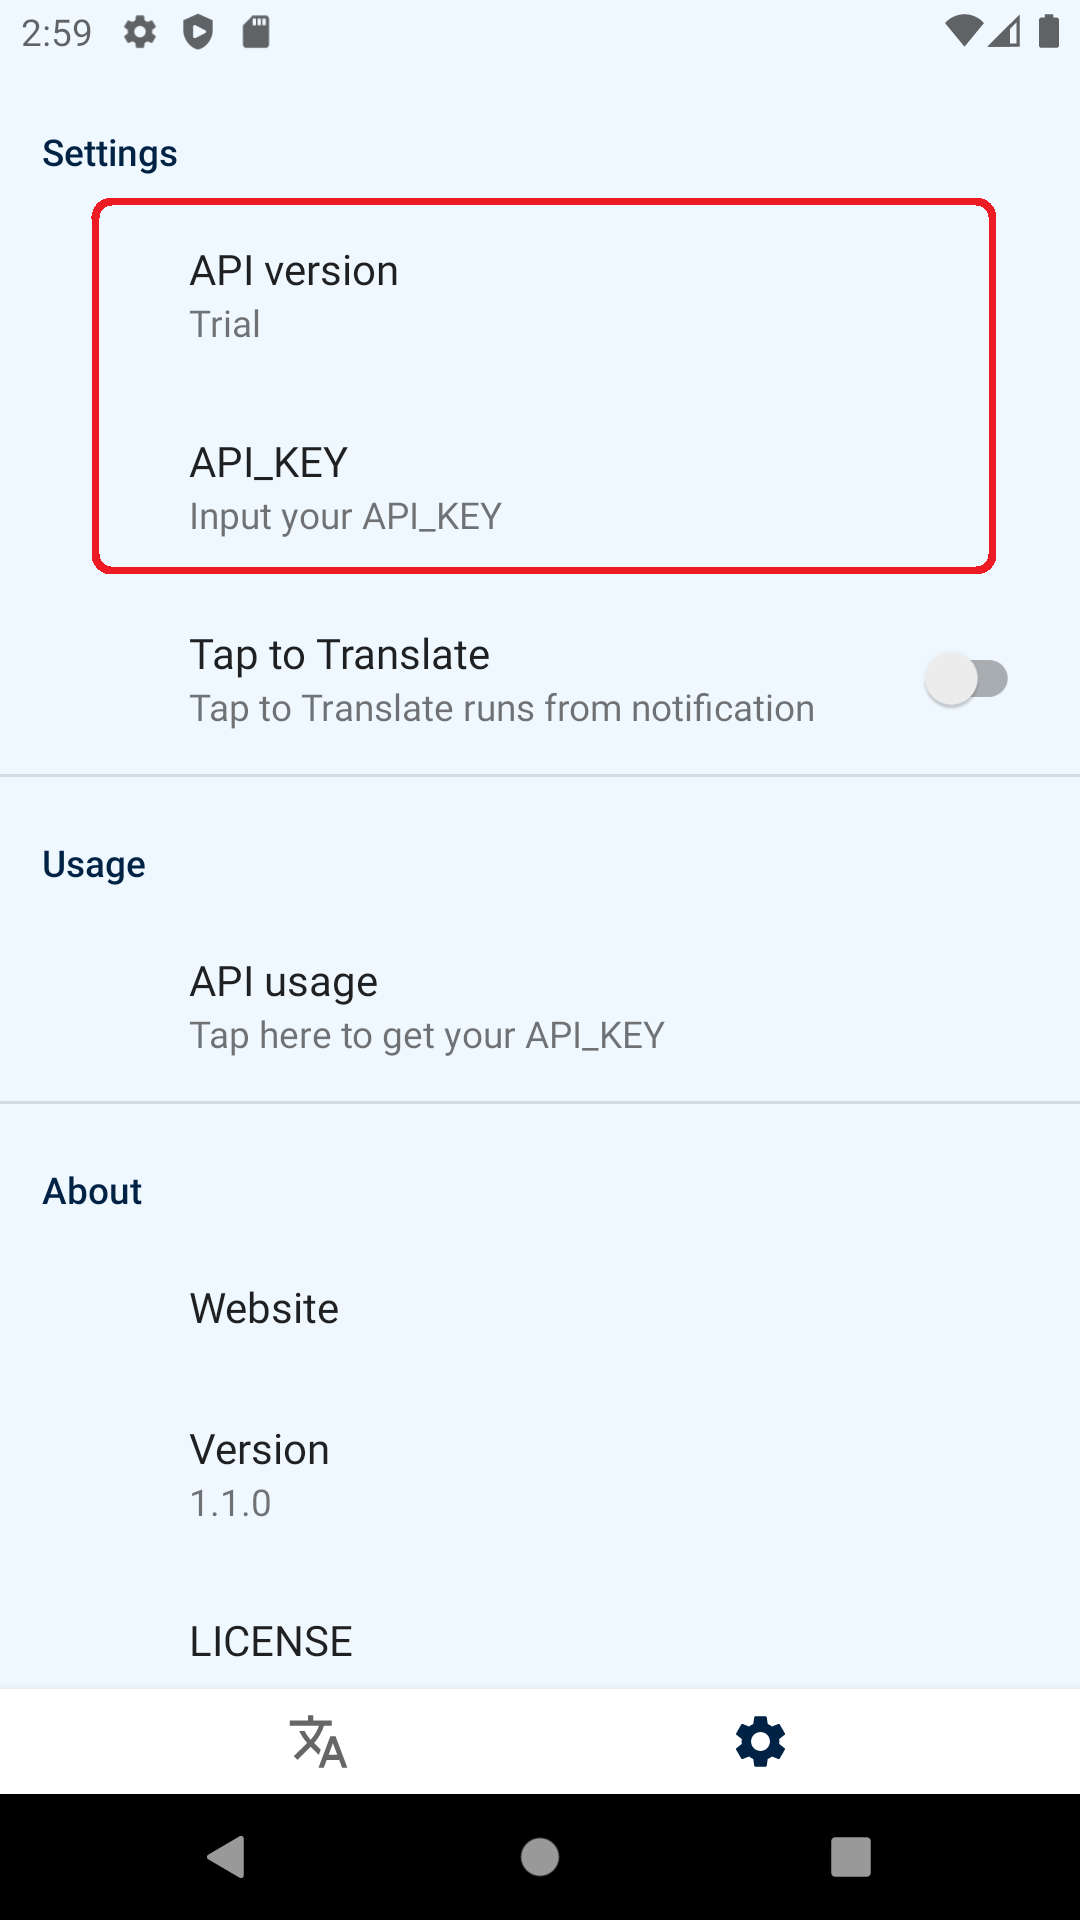 2:59
Settings
API version
Trial
API_KEY
Input your API_KEY
Tap to Translate
Tap to Translate runs from notification
Usage
API usage
Tap here to get your API_KEY
About
Website
Version
1.1.0
LICENSE